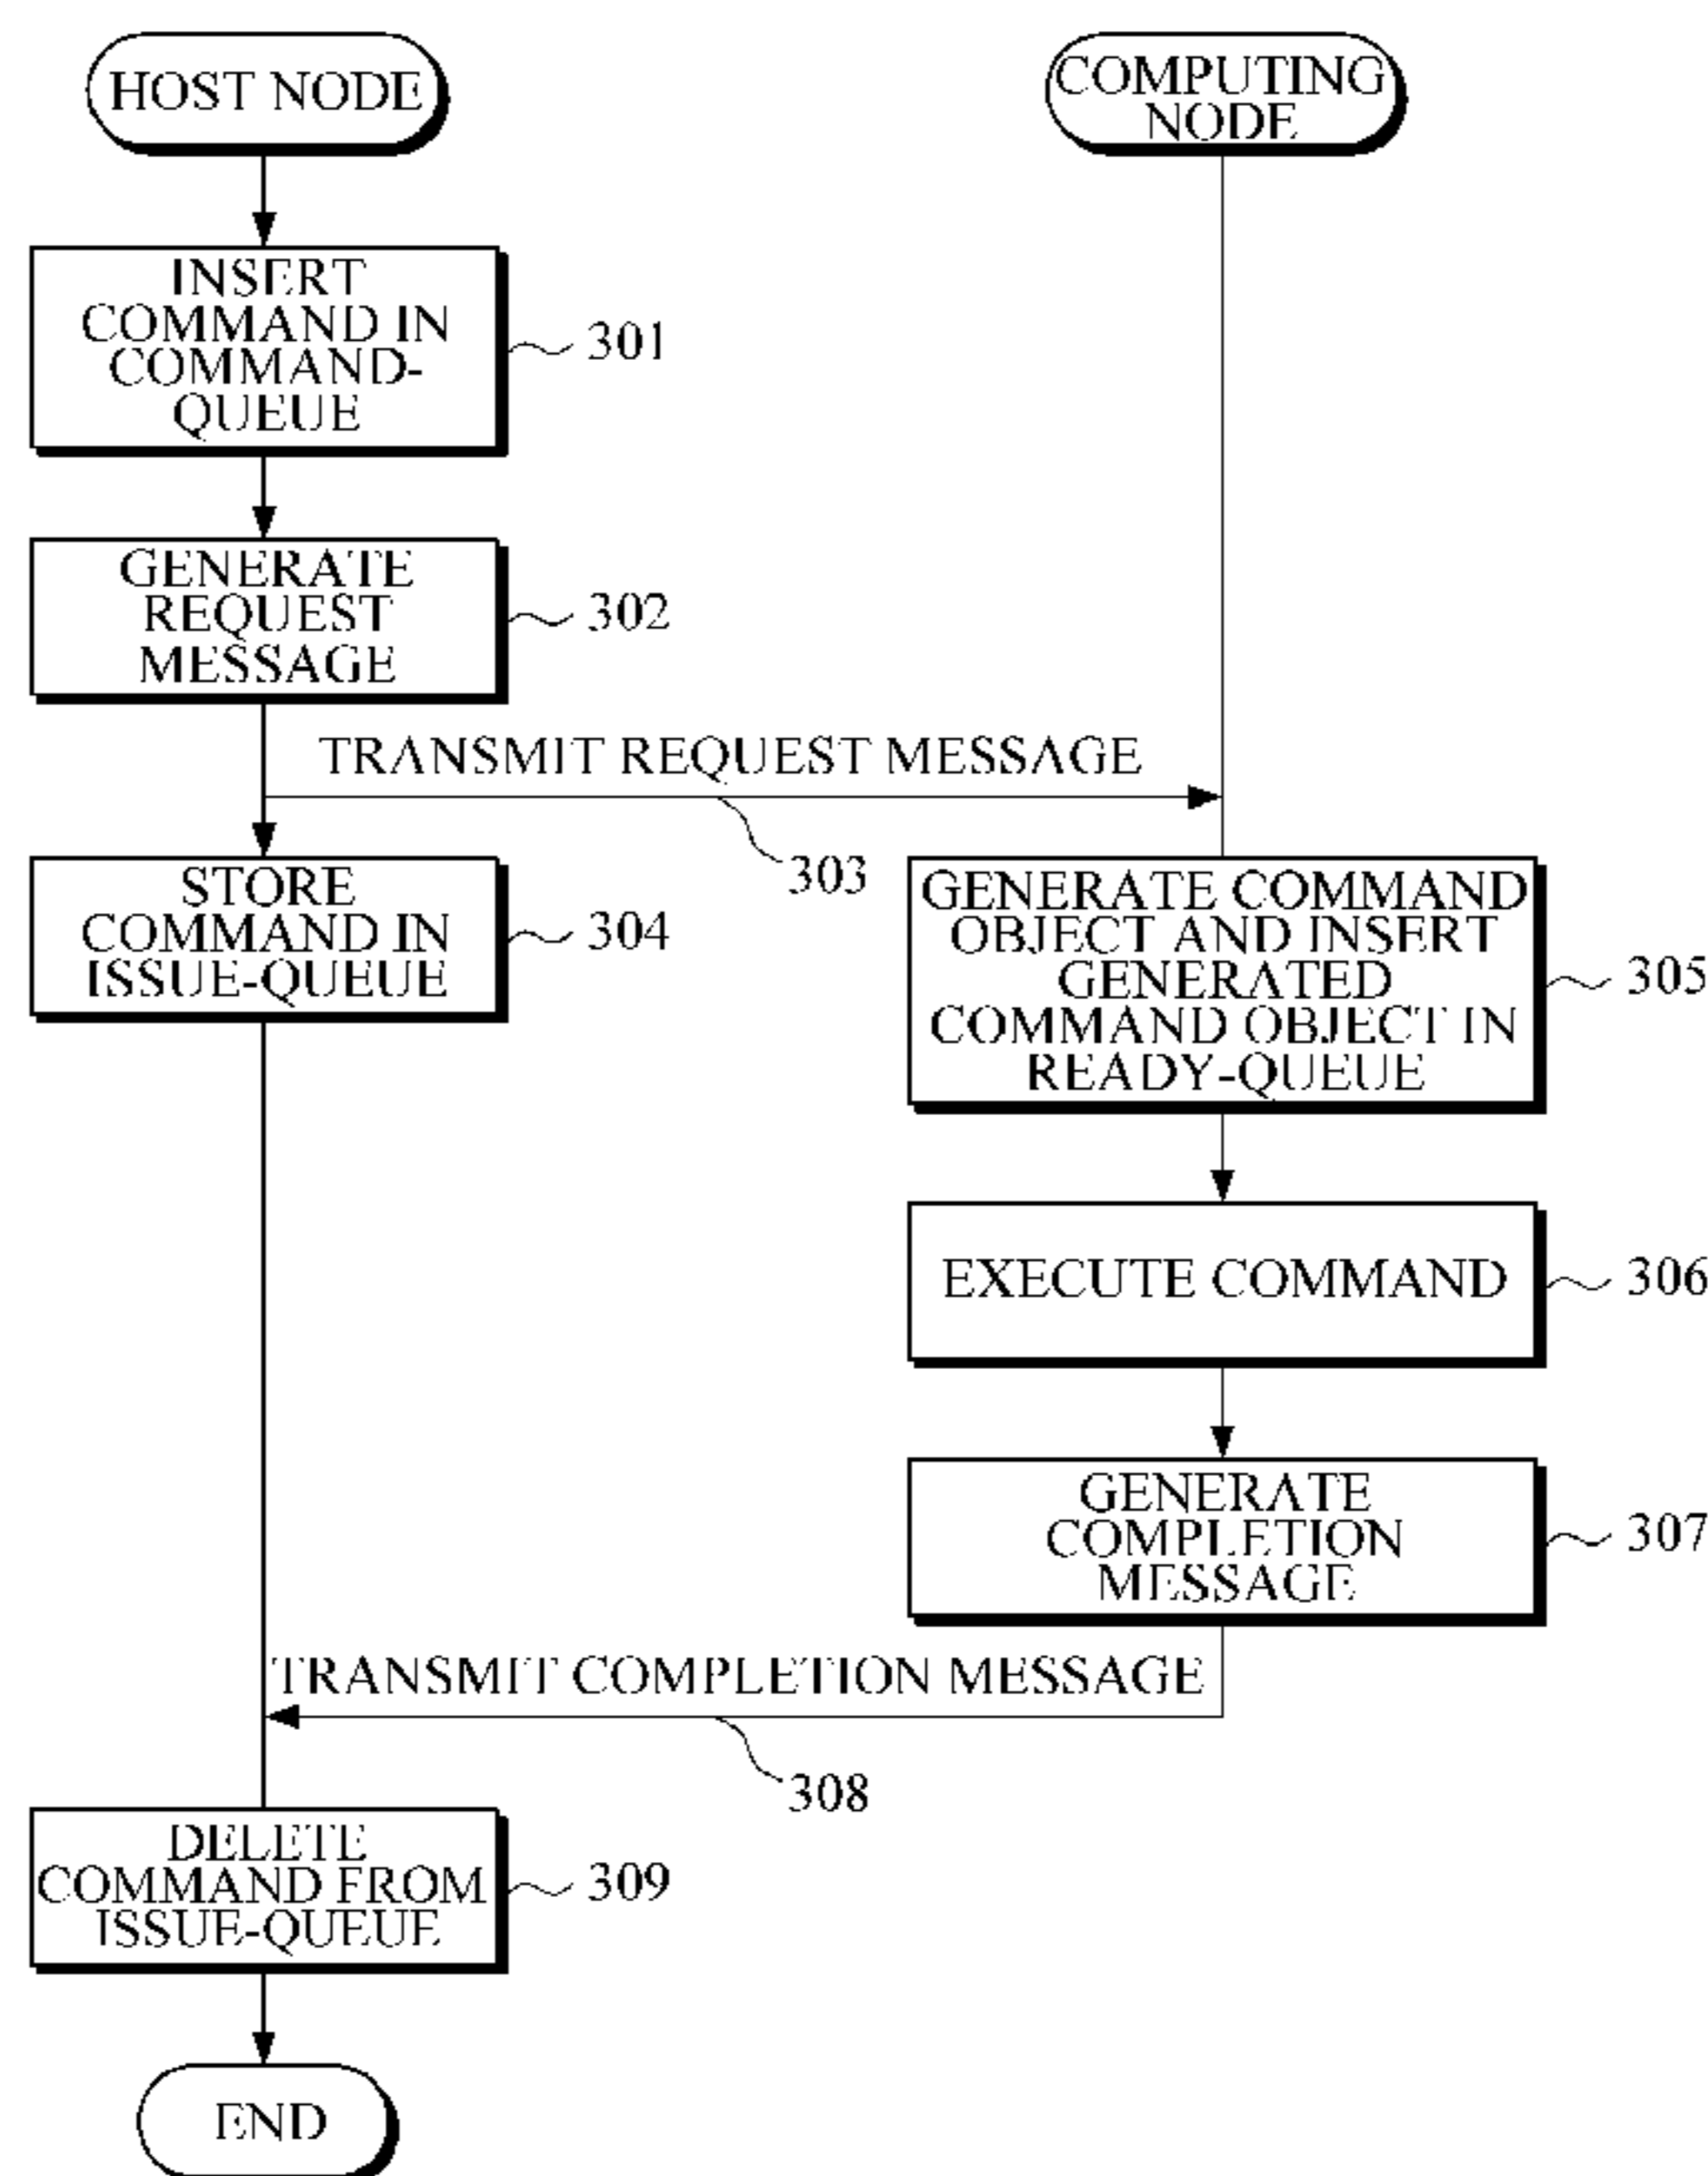 HOST NODE
COMPUTING
NODE
INSERT
COMMAND IN
COMMAND-
QUEUE
301
GENERATE
REQUEST
MESSAGE
302
TRANSMIT REQUEST MESSAGE
303
STORE
COMMAND IN
ISSUE-QUEUE
304
GENERATE COMMAND
OBJECT AND INSERT
GENERATED
COMMAND OBJECT IN
READY-QUEUE
305
EXECUTE COMMAND
306
GENERATE
COMPLETION
MESSAGE
307
TRANSMIT COMPLETION MESSAGE
308
DELETE
COMMAND FROM
ISSUE-QUEUE
309
END